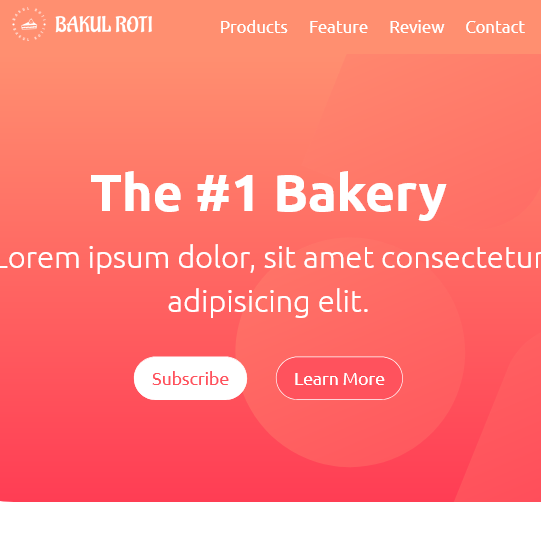 BAKUL ROTI
Products Feature Review Contact
The #1 Bakery
Lorem ipsum dolor, sit amet consectetur
adipisicing elit.
Subscribe
Learn More